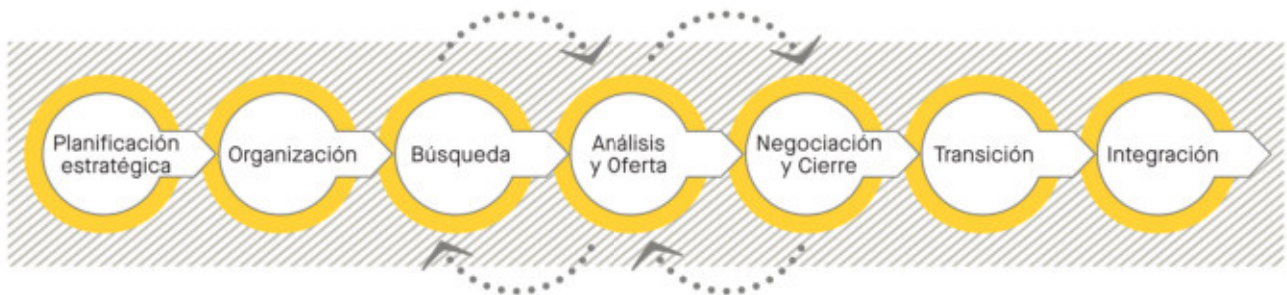 Planificación
estratégica
Organización
Búsqueda
Análisis
y Oferta
Negociación
y Cierre
Transición
Integración